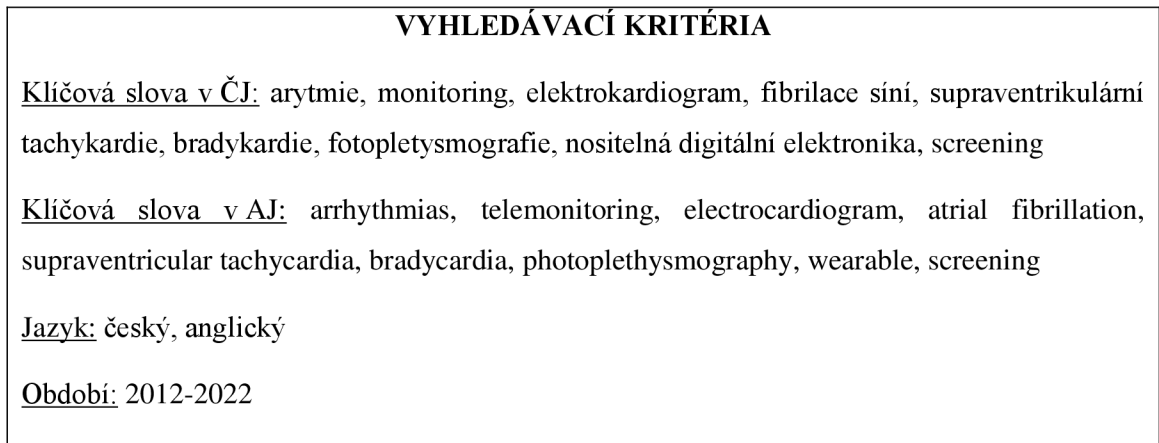 VYHLEDÁVACÍ KRITÉRIA
Klíčová slova v ČJ: arytmie, monitoring, elektrokardiogram, fibrilace síní, supraventrikulární
tachykardie, bradykardie, fotopletysmografie, nositelná digitální elektronika, screening
Klíčová slova v AJ: arrhythmias, telemonitoring, electrocardiogram, atrial fibrillation,
supraventricular tachycardia, bradycardia, photoplethysmography, wearable, screening
Jazyk: český, anglický
Období: 2012-2022